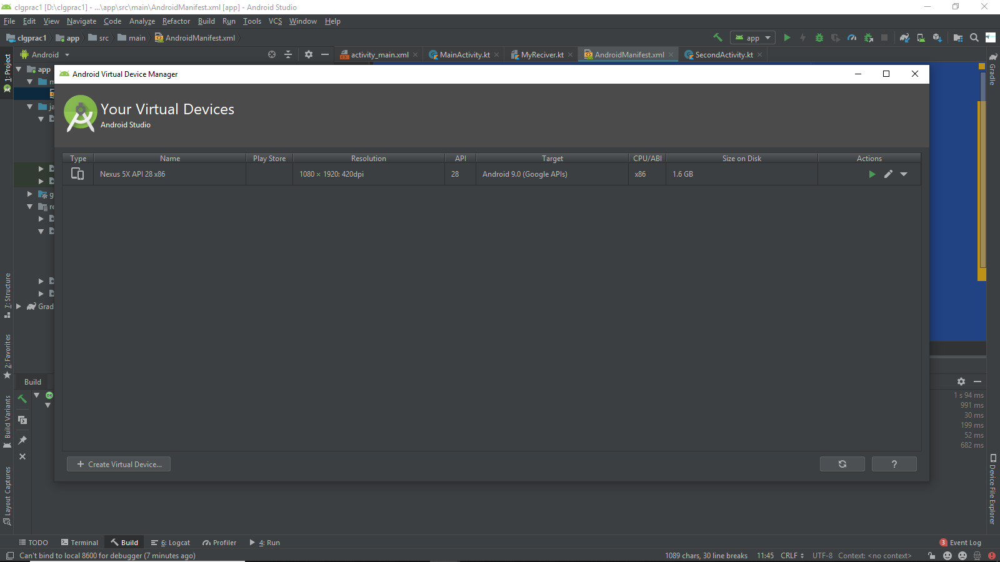 clgprac1 [D:\clgprac1] - ...\app\src\main\AndroidManifest.xml [app] - Android Studio
File Edit View Navigate Code Analyze Refactor Build Run Tools VCS Window Help
clgprac1 app src main AndroidManifest.xml app
Android activity_main.xml MainActivity.kt MyReciver.kt AndroidManifest.xml SecondActivity.kt
1: Project
Gradle
app
Android Virtual Device Manager
Your Virtual Devices
Android Studio
Type Name Play Store Resolution API Target CPU/ABI Size on Disk Actions
Nexus 5X API 28 x86 1080 × 1920: 420dpi 28 Android 9.0 (Google APIs) x86 1.6 GB
m
ja
g
re
Grad
7: Structure
2: Favorites
Build Variants
Layout Captures
Build
OK
1 s 94 ms
991 ms
30 ms
199 ms
52 ms
682 ms
+ Create Virtual Device...
?
Device File Explorer
TODO Terminal Build 6: Logcat Profiler 4: Run 3 Event Log
Can't bind to local 8600 for debugger (7 minutes ago) 1089 chars, 30 line breaks 11:45 CRLF UTF-8 Context: <no context>